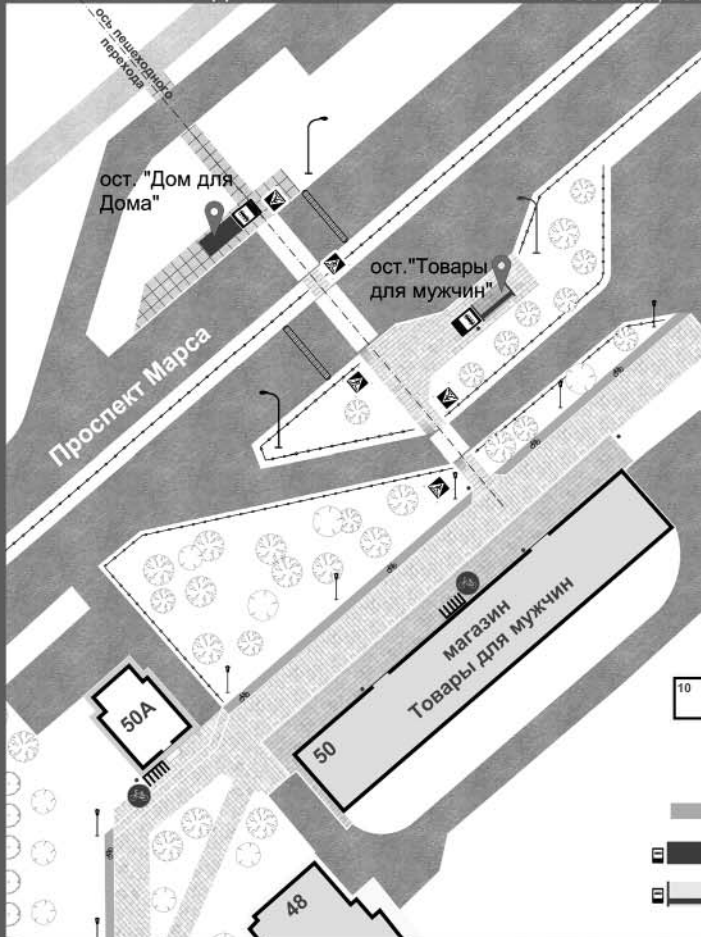 ось пешеходного
перехода
ост. "Дом для
Дома"
ост."Товары
для мужчин"
Проспект Марса
магазин
Товары для мужчин
50
50А
10
48